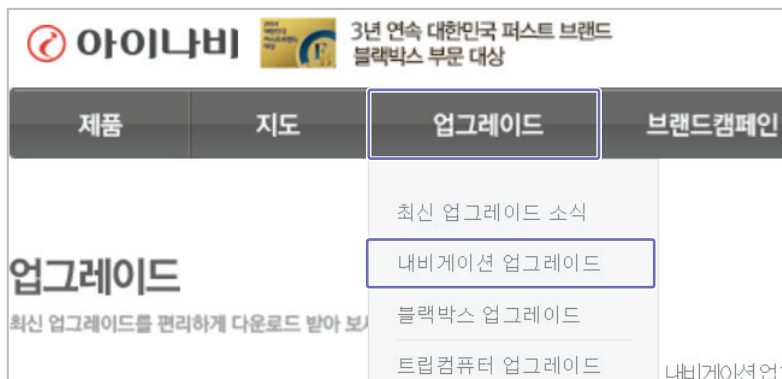 아이나비
3년 연속 대한민국 퍼스트 브랜드
블랙박스 부문 대상
제품 지도 업그레이드 브랜드캠페인
최신 업그레이드 소식
내비게이션 업그레이드
업그레이드
최신 업그레이드를 편리하게 다운로드 받아
블랙박스 업그레이드
트립컴퓨터 업그레이드